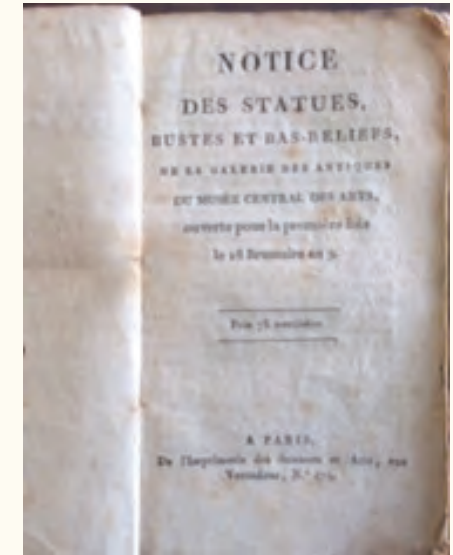 NOTICE
DES STATUES,
BUSTES ET BAS-RELIEFS,
DE LA GALERIE DES ANTIQUES
DU MUSÉE CENTRAL DES ARTS,
ouverte pour la première fois
le 18 Brumaire an 9.
Prix 75 centimes.
A PARIS,
De l'Imprimerie des Sciences et Arts, rue
N.°